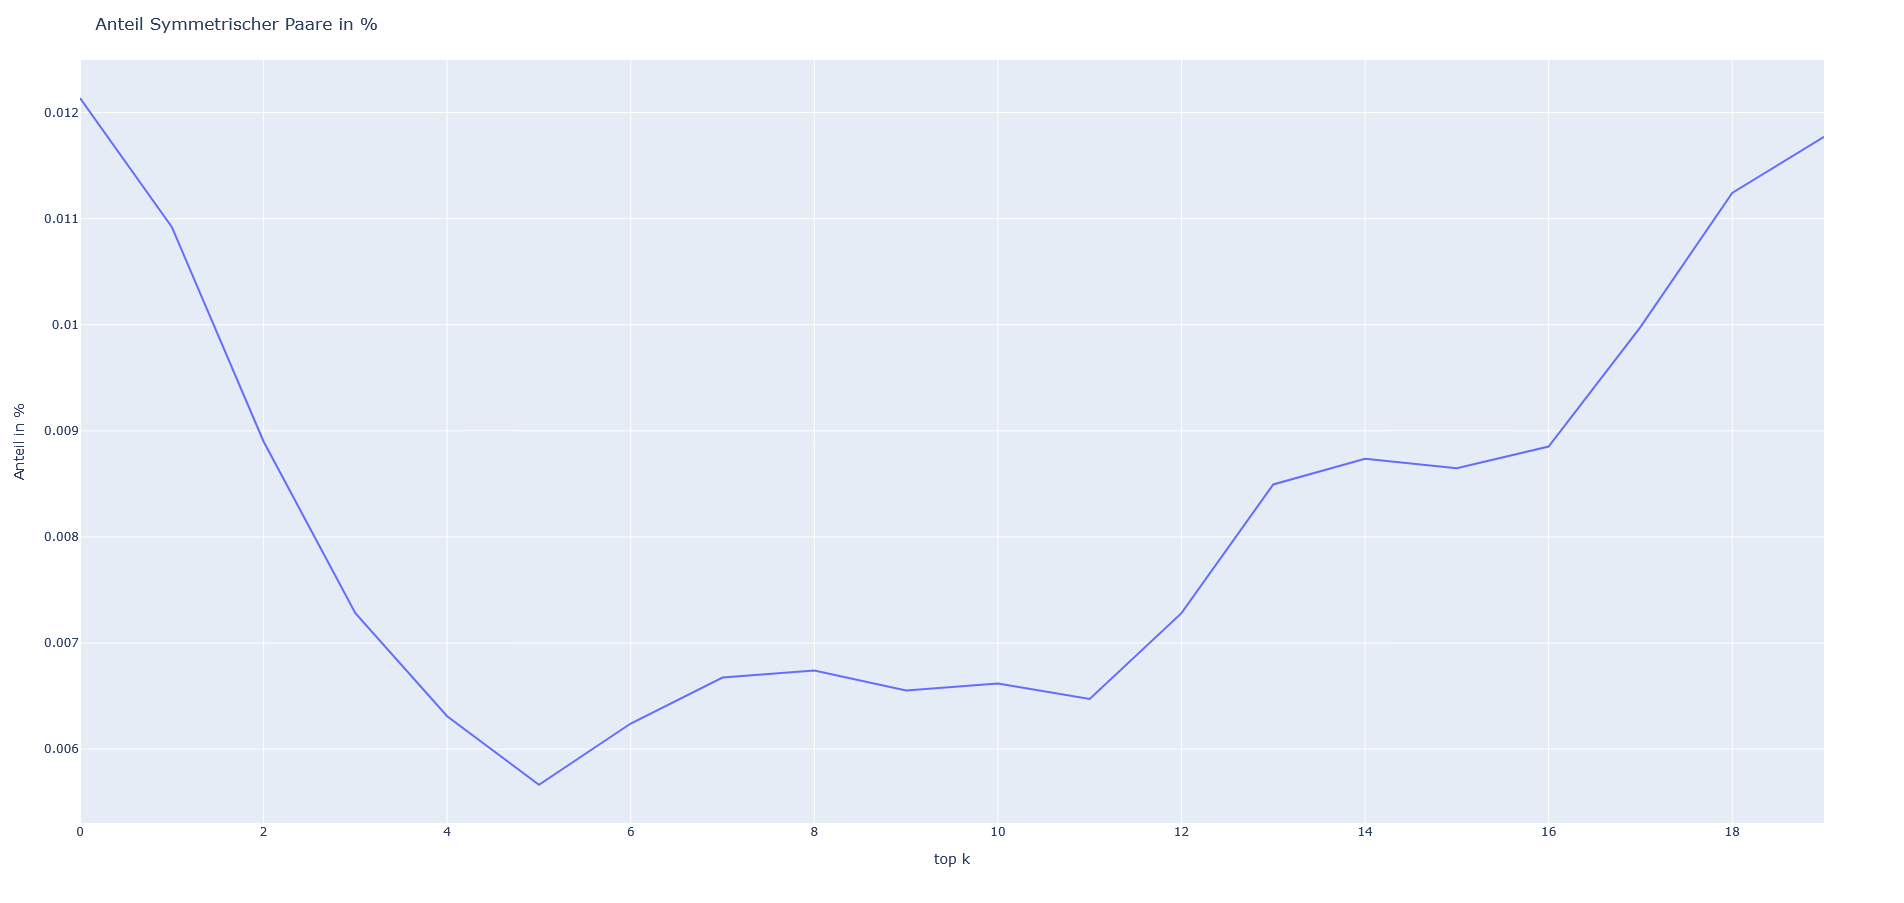 Anteil Symmetrischer Paare in %
0.012
0.011
0.01
0.009
0.008
0.007
0.006
Anteil in %
0 2 4 6 8 10 12 14 16 18
top k